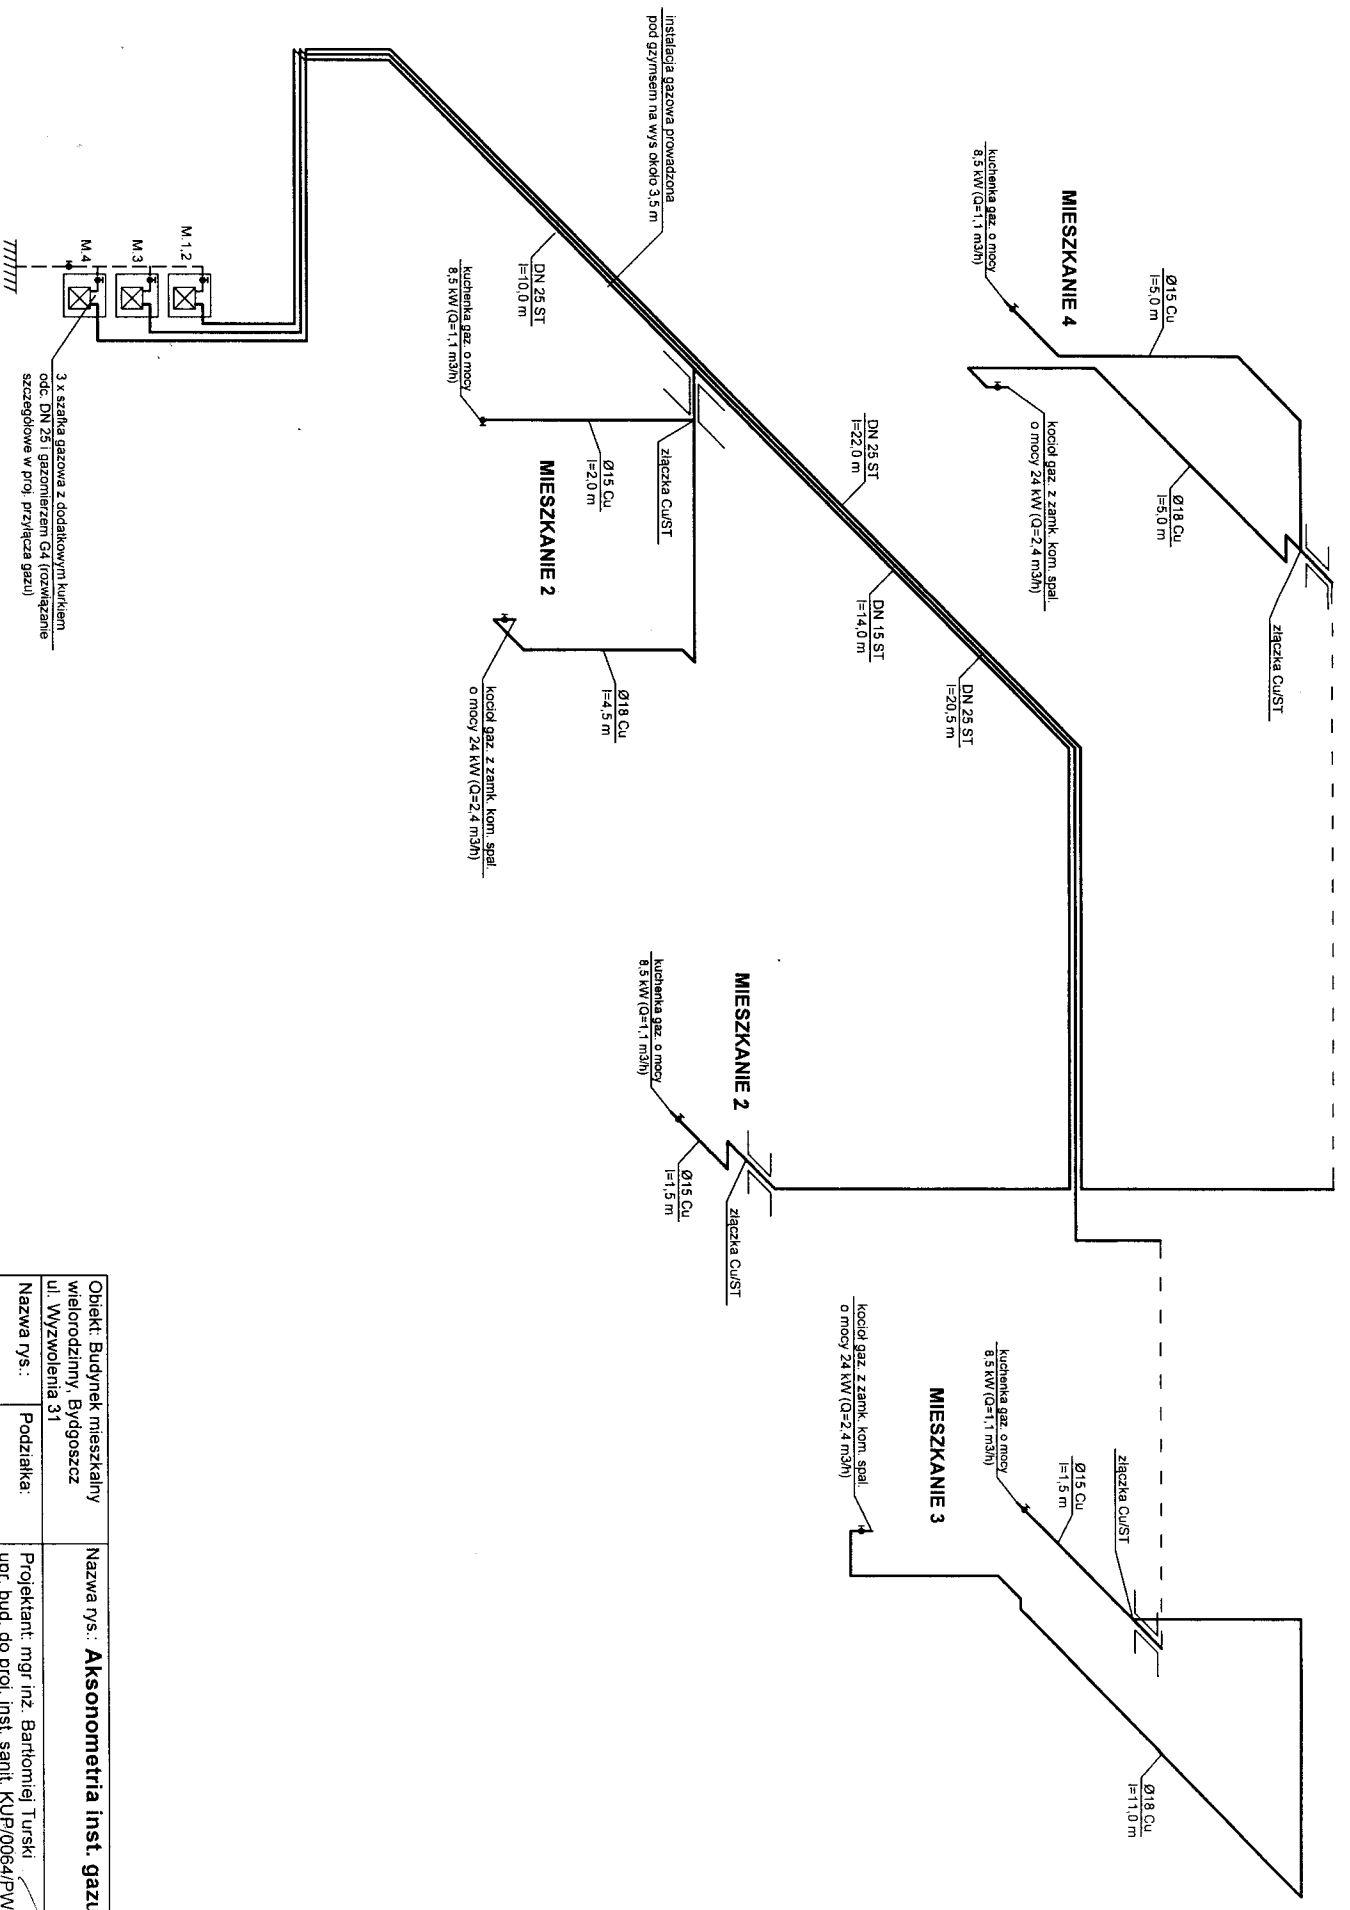 instalacja gazowa prowadzona
pod gzymsem na wys około 3,5 m
MIESZKANIE 4
kuchenka gaz. o mocy
8,5 kW (Q=1,1 m3/h)
Ø15 Cu
l=5,0 m
kocioł gaz. z zamk. kom. spal.
o mocy 24 kW (Q=2,4 m3/h)
Ø18 Cu
l=5,0 m
złączka Cu/ST
DN 25 ST
l=10,0 m
DN 25 ST
l=22,0 m
DN 15 ST
l=14,0 m
DN 25 ST
l=20,5 m
kuchenka gaz. o mocy
8,5 kW (Q=1,1 m3/h)
Ø15 Cu
l=2,0 m
złączka Cu/ST
MIESZKANIE 2
Ø18 Cu
l=4,5 m
kocioł gaz. z zamk. kom. spal.
o mocy 24 kW (Q=2,4 m3/h)
M.1,2
M.3
M.4
3 x szafka gazowa z dodatkowym kurkiem
odc. DN 25 i gazomierzem G4 (rozwiązanie
szczegółowe w proj. przyłącza gazu)
MIESZKANIE 2
kuchenka gaz. o mocy
8,5 kW (Q=1,1 m3/h)
Ø15 Cu
l=1,5 m
złączka Cu/ST
MIESZKANIE 3
kuchenka gaz. o mocy
8,5 kW (Q=1,1 m3/h)
kocioł gaz. z zamk. kom. spal.
o mocy 24 kW (Q=2,4 m3/h)
Ø15 Cu
l=1,5 m
złączka Cu/ST
Ø18 Cu
l=11,0 m
Obiekt: Budynek mieszkalny
wielorodzinny, Bydgoszcz
ul. Wyzwolenia 31
Nazwa rys.: Aksonometria inst. gazu
Nazwa rys.:
Podziałka:
Projektant: mgr inż. Bartłomiej Turski
upr. bud. do proj. inst. sanit. KUP/0064/PW